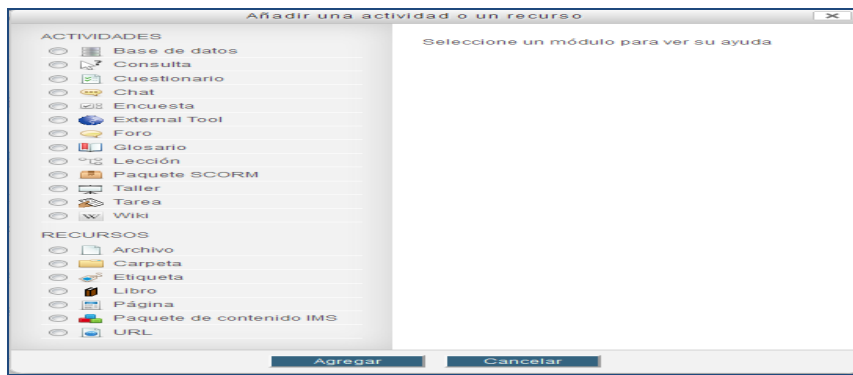 Añadir una actividad o un recurso
ACTIVIDADES
Base de datos
Consulta
Cuestionario
Chat
Encuesta
External Tool
Foro
Glosario
Lección
Paquete SCORM
Taller
Tarea
Wiki
RECURSOS
Archivo
Carpeta
Etiqueta
Libro
Página
Paquete de contenido IMS
URL
Seleccione un módulo para ver su ayuda
Agregar
Cancelar